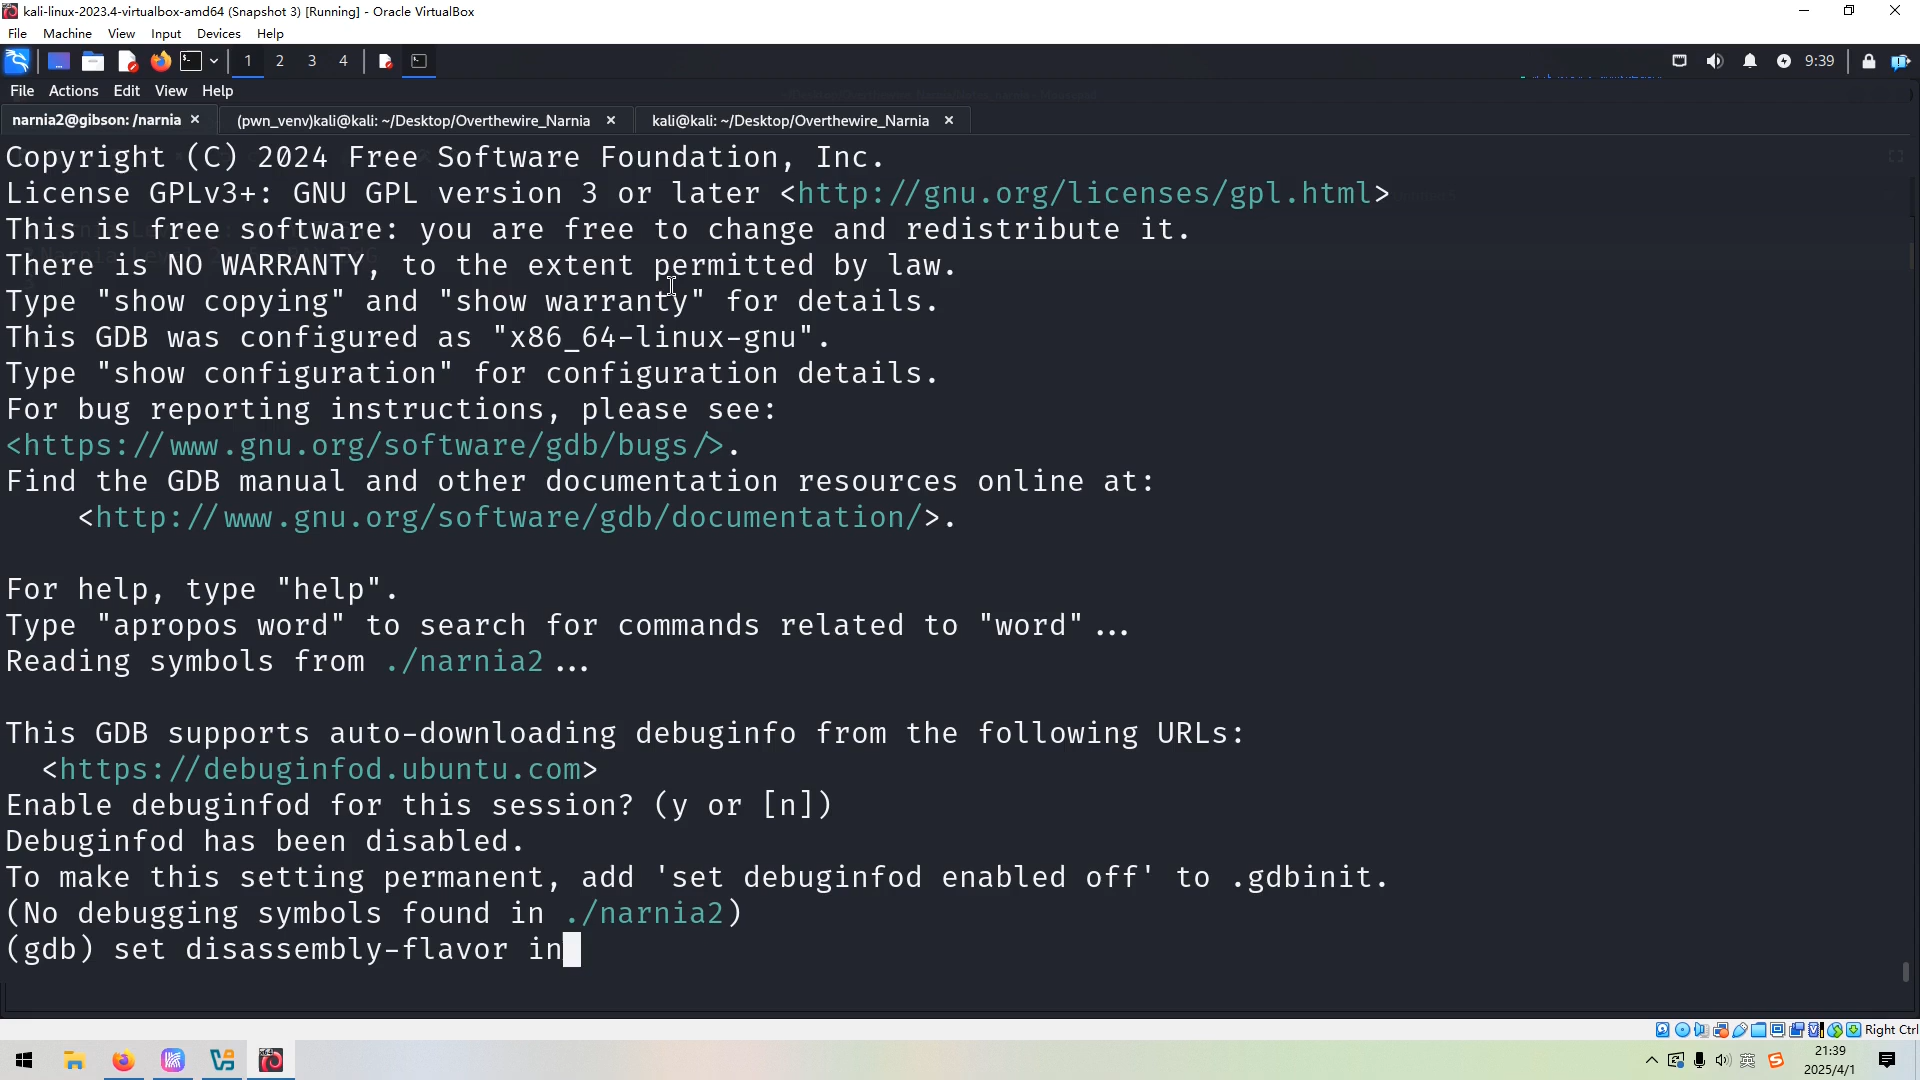 kali-linux-2023.4-virtualbox-amd64 (Snapshot 3) [Running] - Oracle VirtualBox
File Machine View Input Devices Help
1 2 3 4 9:39
File Actions Edit View Help
narnia2@gibson: /narnia (pwn_venv)kali@kali: ~/Desktop/Overthewire_Narnia kali@kali: ~/Desktop/Overthewire_Narnia
Copyright (C) 2024 Free Software Foundation, Inc.
License GPLv3+: GNU GPL version 3 or later <http://gnu.org/licenses/gpl.html>
This is free software: you are free to change and redistribute it.
There is NO WARRANTY, to the extent permitted by law.
Type "show copying" and "show warranty" for details.
This GDB was configured as "x86_64-linux-gnu".
Type "show configuration" for configuration details.
For bug reporting instructions, please see:
<https://www.gnu.org/software/gdb/bugs/>.
Find the GDB manual and other documentation resources online at:
<http://www.gnu.org/software/gdb/documentation/>.
For help, type "help".
Type "apropos word" to search for commands related to "word"...
Reading symbols from ./narnia2...
This GDB supports auto-downloading debuginfo from the following URLs:
<https://debuginfod.ubuntu.com>
Enable debuginfod for this session? (y or [n])
Debuginfod has been disabled.
To make this setting permanent, add 'set debuginfod enabled off' to .gdbinit.
(No debugging symbols found in ./narnia2)
(gdb) set disassembly-flavor in
Right Ctrl
英 21:39
2025/4/1